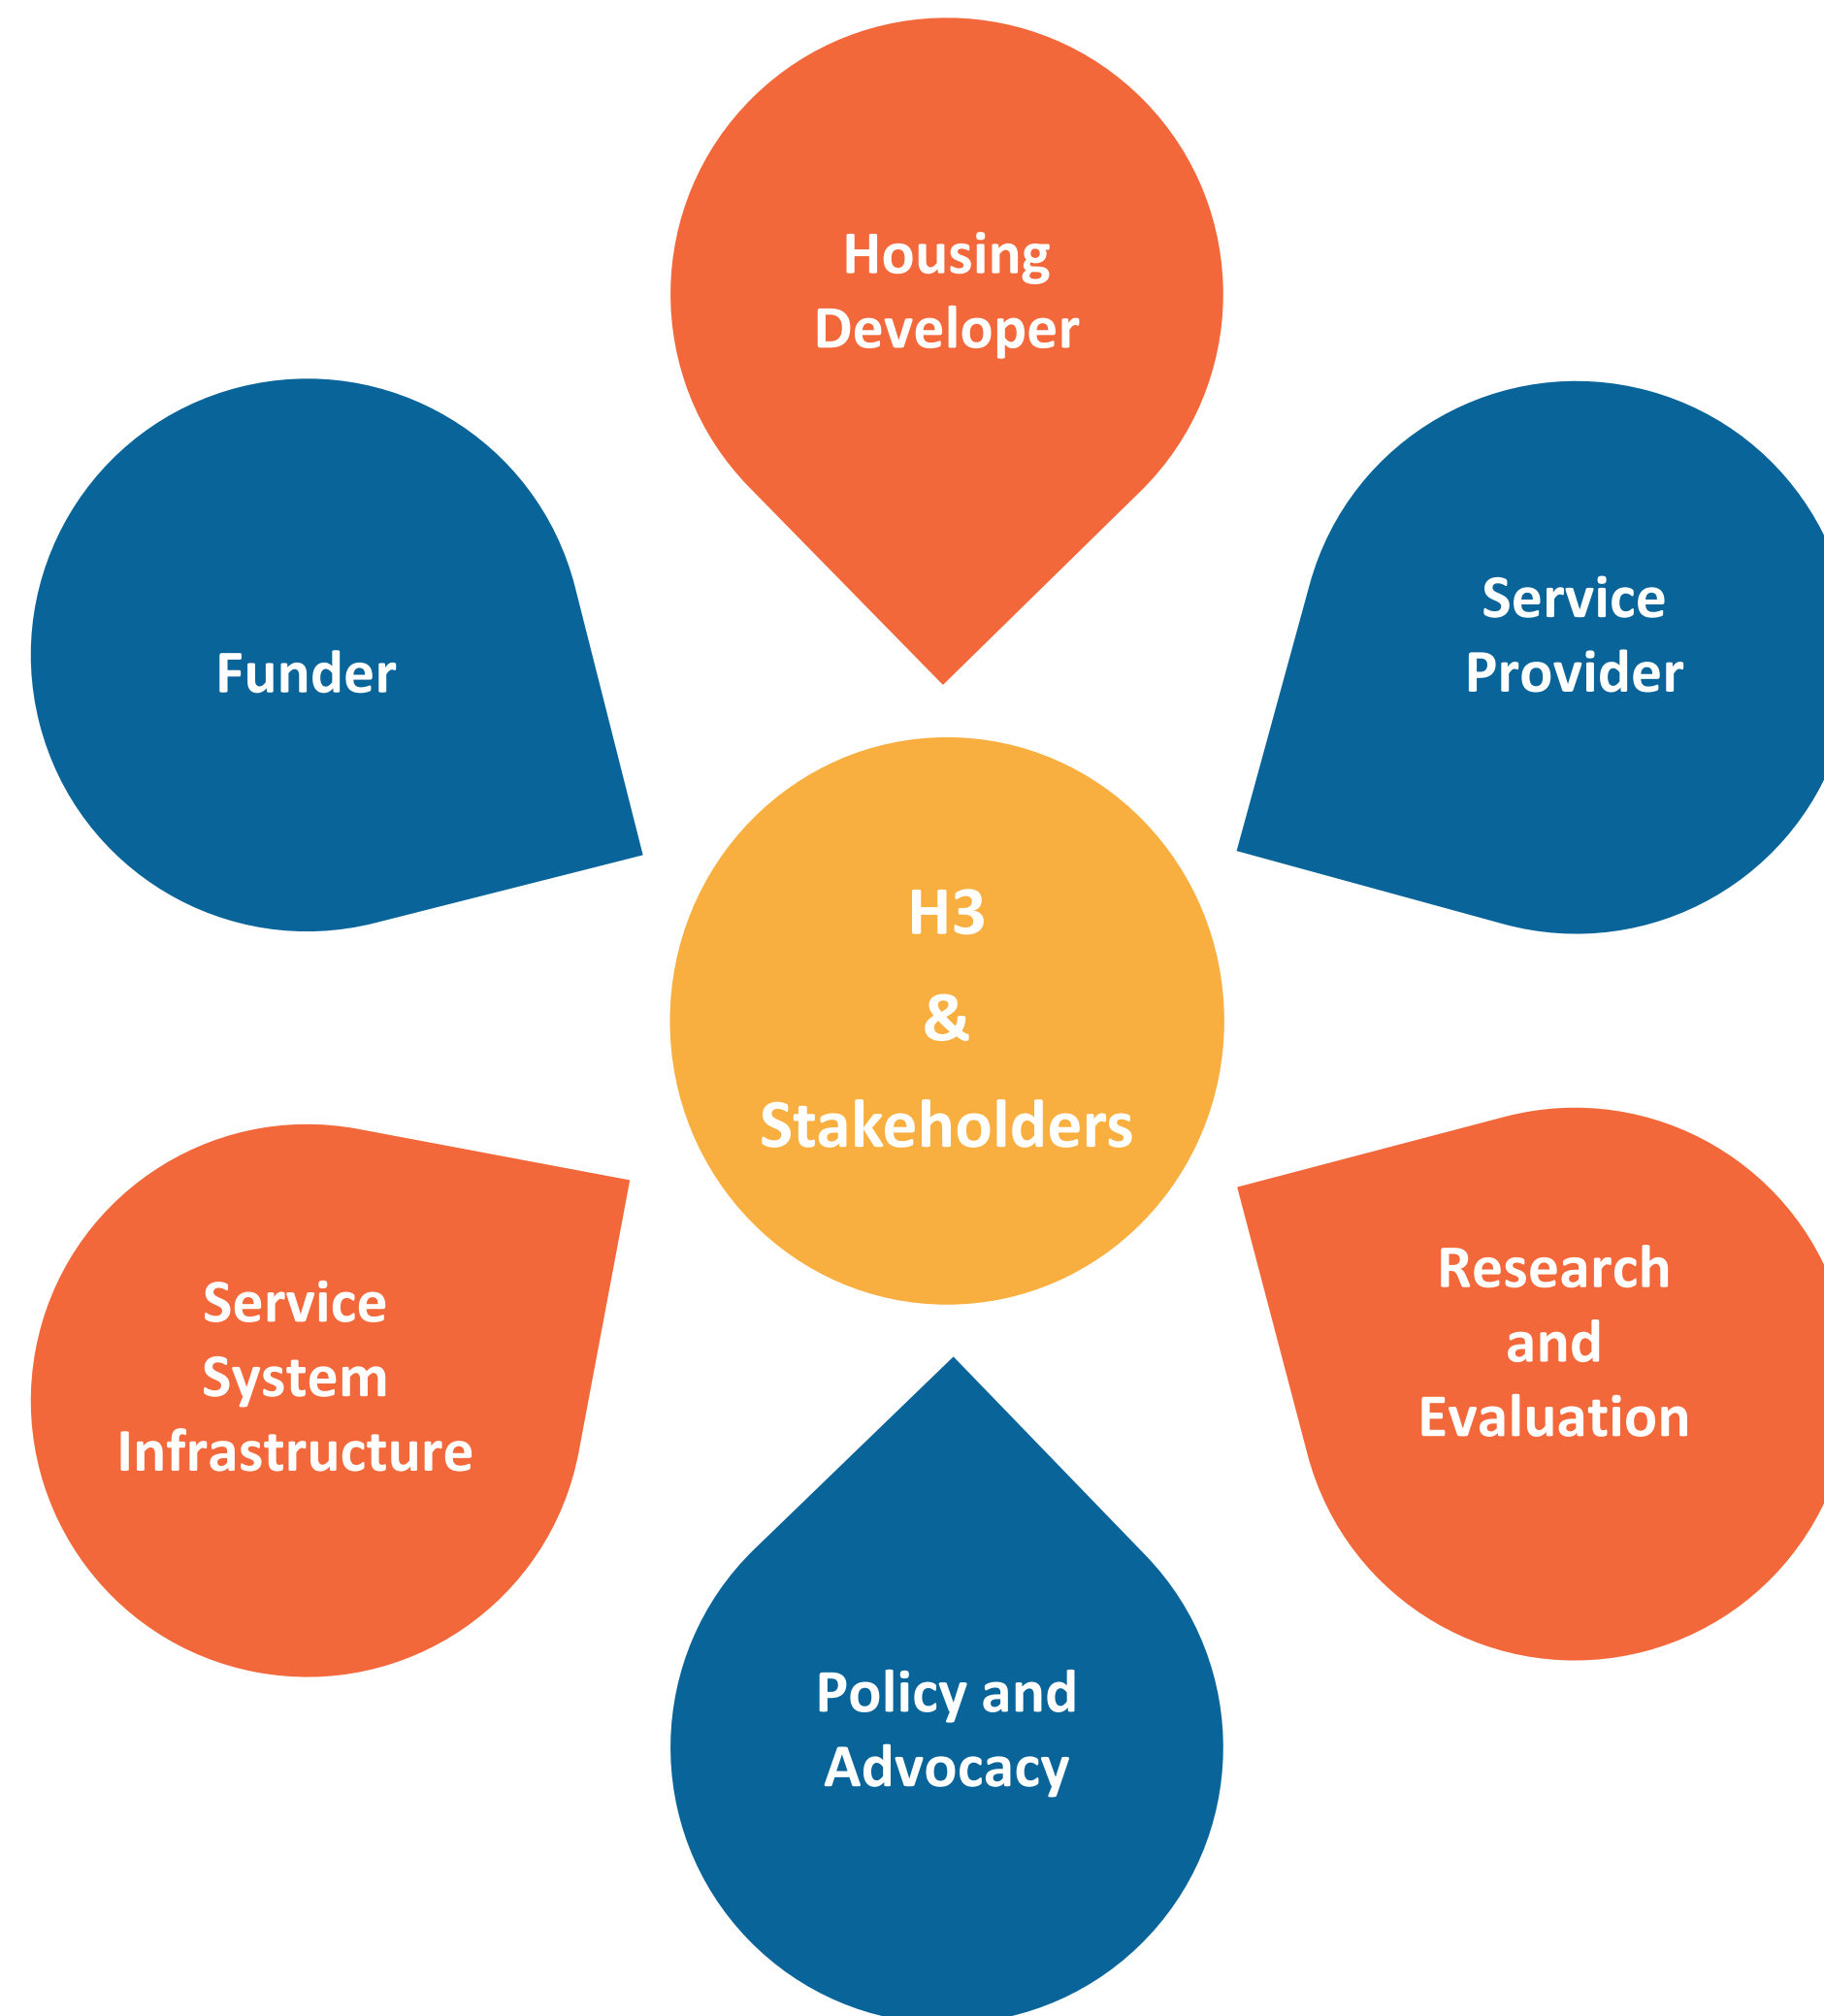 Housing
Developer
Funder
Service
Provider
H3
&
Stakeholders
Service
System
Infrastructure
Research
and
Evaluation
Policy and
Advocacy